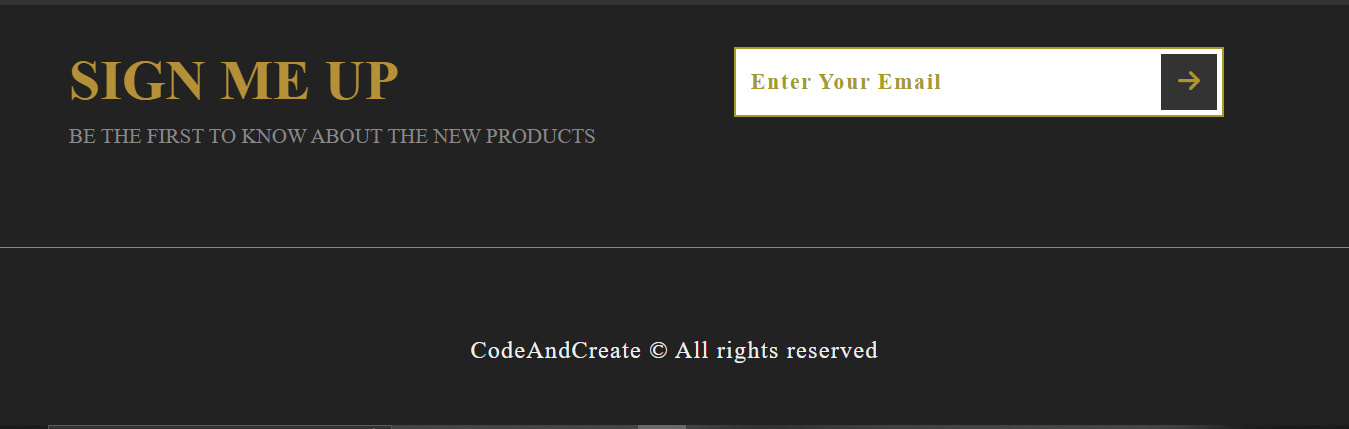 SIGN ME UP
BE THE FIRST TO KNOW ABOUT THE NEW PRODUCTS
Enter Your Email
CodeAndCreate © All rights reserved